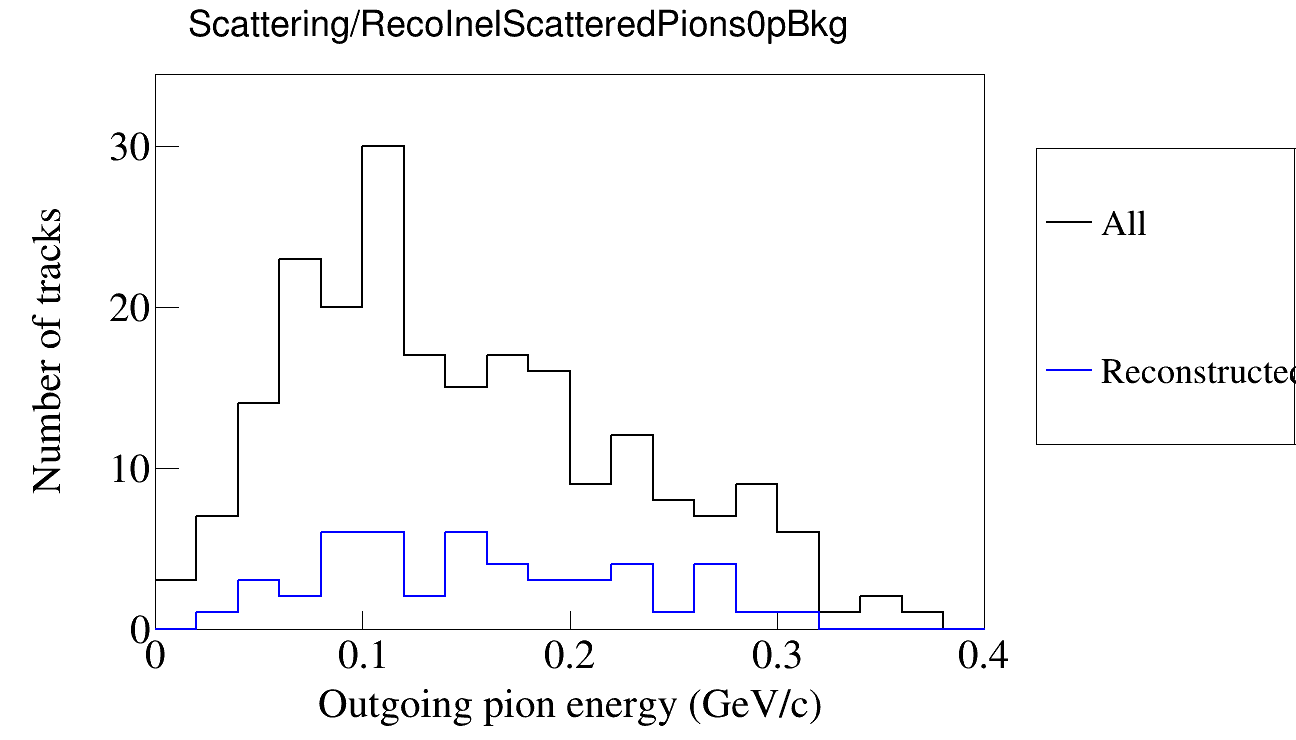 Scattering/RecoInelScatteredPions0pBkg
Number of tracks
30
20
10
0
0 0.1 0.2 0.3 0.4
Outgoing pion energy (GeV/c)
All
Reconstructed